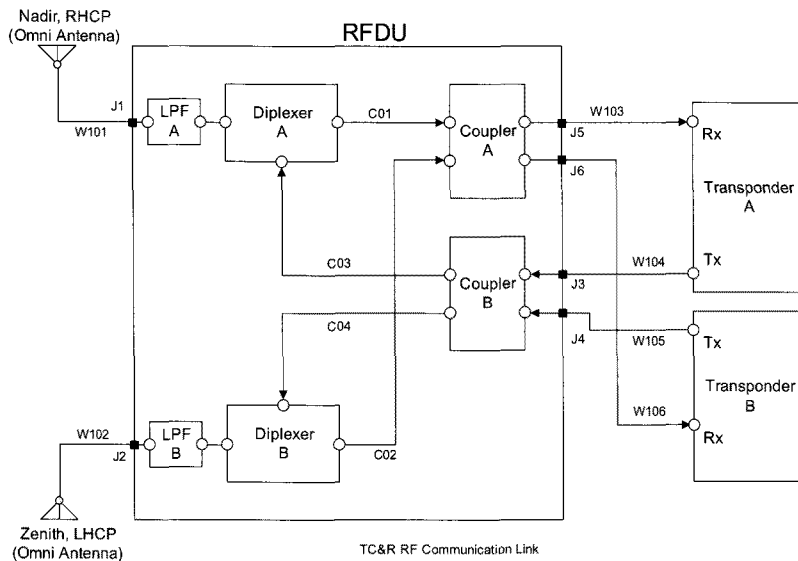 Nadir, RHCP
(Omni Antenna)
RFDU
J1
W101
LPF
A
Diplexer
A
C01
Coupler
A
J5
W103
J6
Rx
Transponder
A
Tx
C03
Coupler
B
J3
W104
C04
J4
W105
Tx
Transponder
B
W106
Rx
W102
J2
LPF
B
Diplexer
B
C02
Zenith, LHCP
(Omni Antenna)
TC&R RF Communication Link